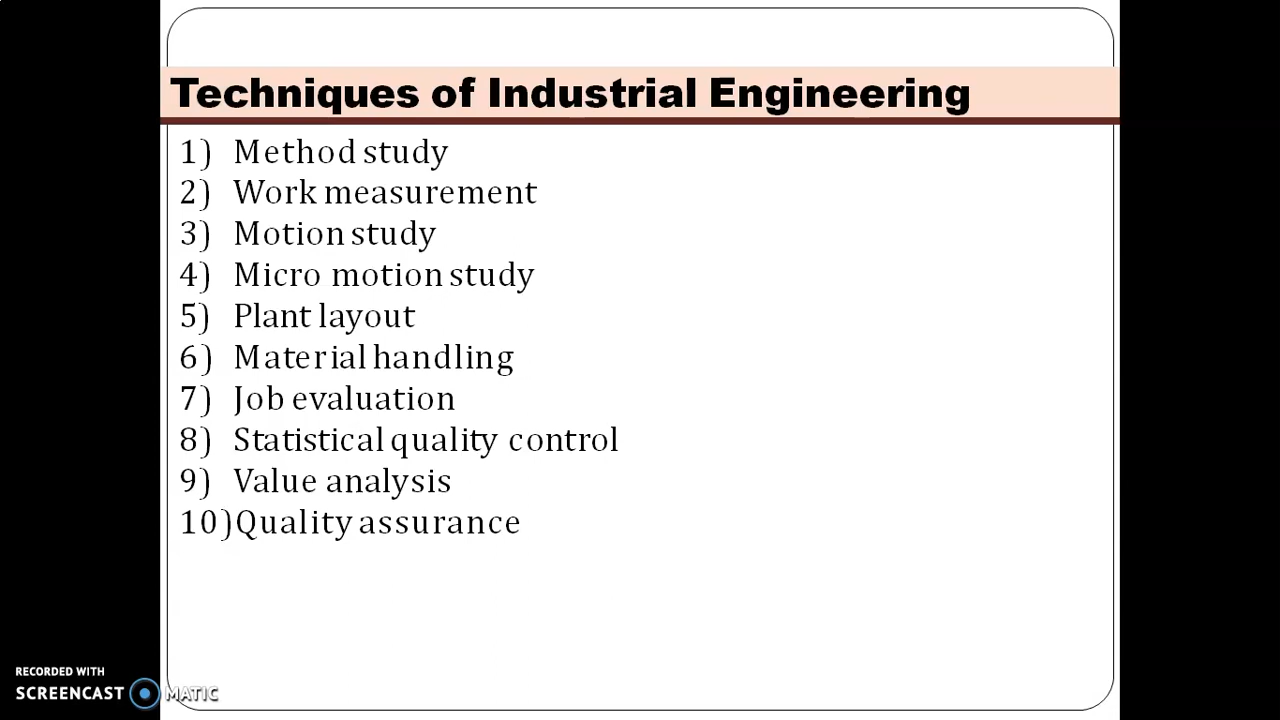 Techniques of Industrial Engineering
1) Method study
2) Work measurement
3) Motion study
4) Micro motion study
5) Plant layout
6) Material handling
7) Job evaluation
8) Statistical quality control
9) Value analysis
10)Quality assurance
RECORDED WITH
SCREENCAST MATIC